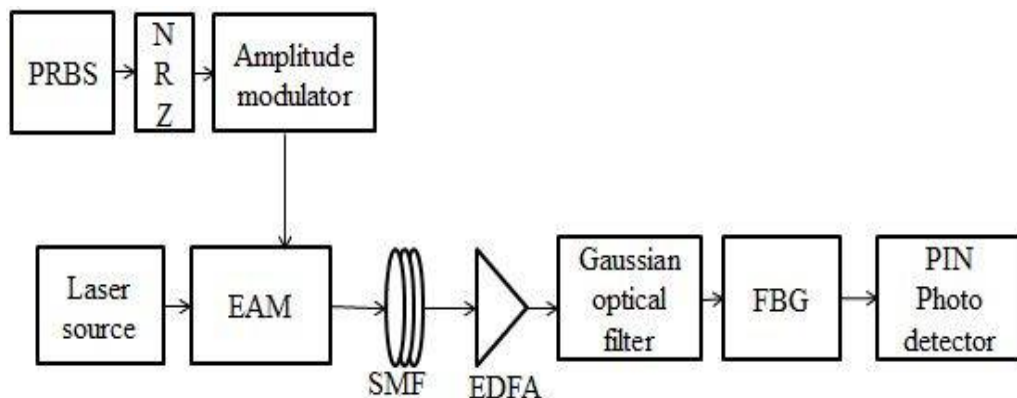 PRBS
N
R
Z
Amplitude
modulator
Laser
source
EAM
SMF
EDFA
Gaussian
optical
filter
FBG
PIN
Photo
detector